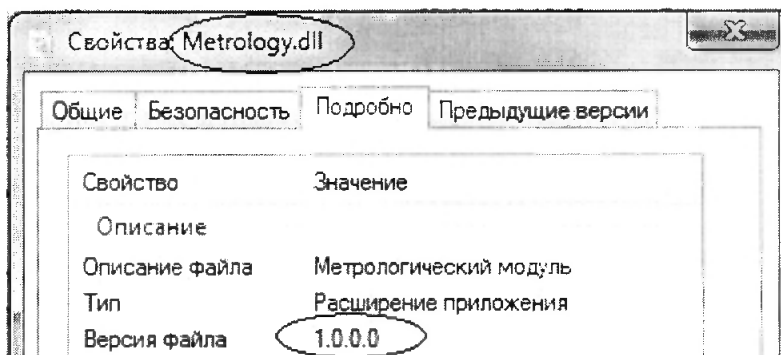 Свойства: Metrology.dll
Общие Безопасность Подробно Предыдущие версии
Свойство Значение
Описание
Описание файла Метрологический модуль
Тип Расширение приложения
Версия файла 1.0.0.0